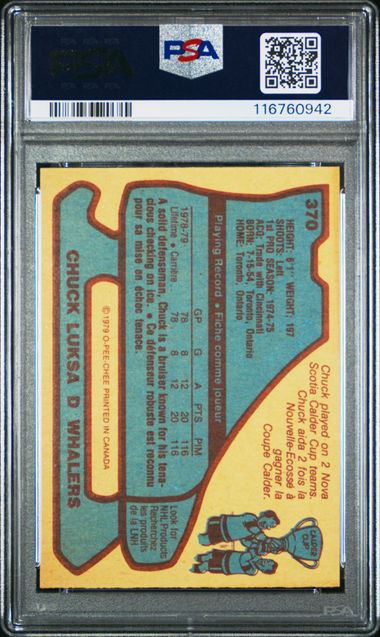 PSA
PSA
116760942
370
HEIGHT: 6'1" WEIGHT: 197
SHOOTS: Left
1st PRO SEASON: 1974-75
ACQ: Trade with Cincinnati
BORN: 7-15-54, Toronto, Ontario
HOME: Toronto, Ontario
Chuck played on 2 Nova
Scotia Calder Cup teams.
Chuck aida 2 fois la
Nouvelle-Ecosse à
gagner la
Coupe Calder.
CALDER
CUP
Playing Record • Fiche comme joueur
GP G A PTS PIM
1978-79 78 8 12 20 116
Lifetime • Carrière 78 8 12 20 116
A solid defenseman, Chuck is a bruiser known for his tena-
cious checking on ice. • Ce défenseur robuste est reconnu
pour sa mise en échec tenace.
Look for
NHL Products
Recherchez
les produits
de la LNH
© 1979 O-PEE-CHEE PRINTED IN CANADA
CHUCK LUKSA D WHALERS
PSA